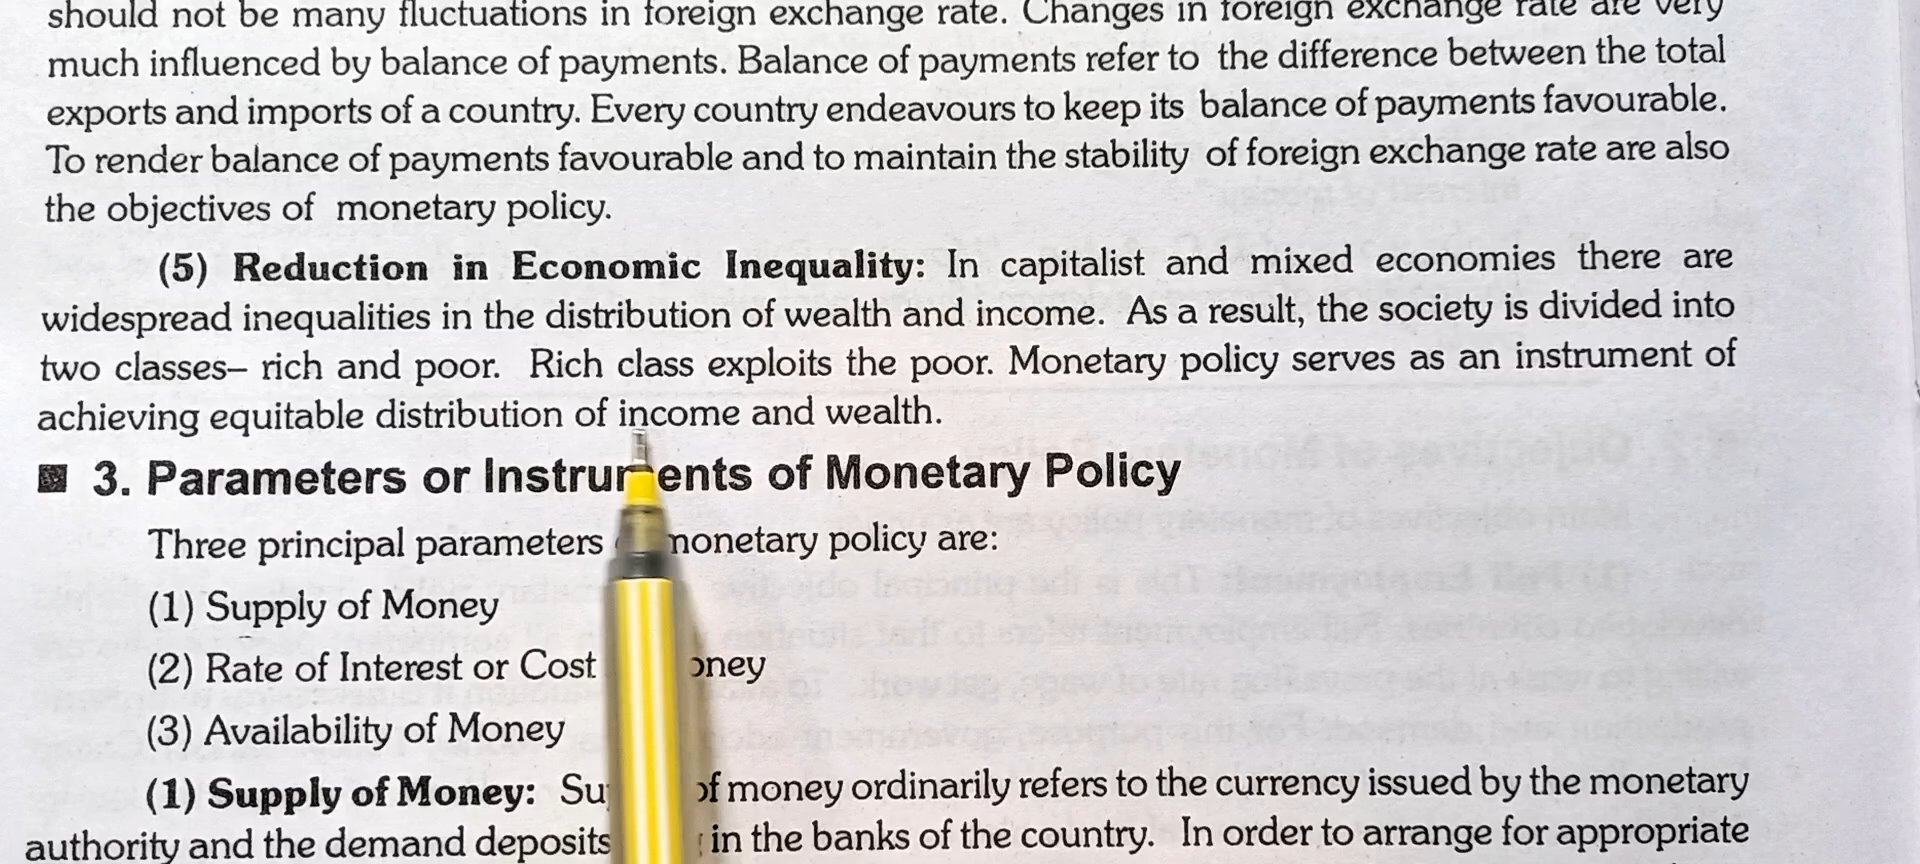 should not be many fluctuations in foreign exchange rate. Changes in foreign exchange rate are very
much influenced by balance of payments. Balance of payments refer to the difference between the total
exports and imports of a country. Every country endeavours to keep its balance of payments favourable.
To render balance of payments favourable and to maintain the stability of foreign exchange rate are also
the objectives of monetary policy.
(5) Reduction in Economic Inequality: In capitalist and mixed economies there are
widespread inequalities in the distribution of wealth and income. As a result, the society is divided into
two classes– rich and poor. Rich class exploits the poor. Monetary policy serves as an instrument of
achieving equitable distribution of income and wealth.
3. Parameters or Instruments of Monetary Policy
Three principal parameters monetary policy are:
(1) Supply of Money
(2) Rate of Interest or Cost
(3) Availability of Money
(1) Supply of Money: of money ordinarily refers to the currency issued by the monetary
authority and the demand deposits in the banks of the country. In order to arrange for appropriate